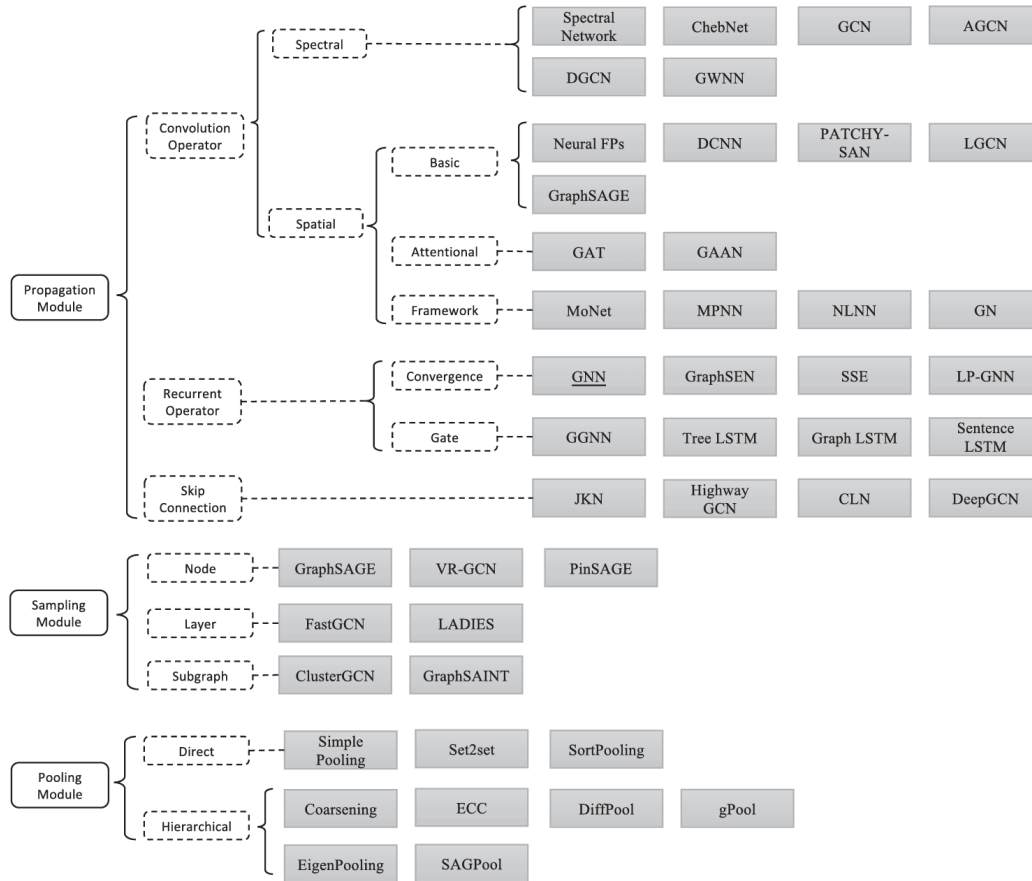 Spectral
Network
ChebNet
GCN
AGCN
Spectral
DGCN
GWNN
Convolution
Operator
Neural FPs
DCNN
PATCHY-
SAN
LGCN
Basic
GraphSAGE
Spatial
Attentional
GAT
GAAN
Propagation
Module
Framework
MoNet
MPNN
NLNN
GN
Convergence
GNN
GraphSEN
SSE
LP-GNN
Recurrent
Operator
Gate
GGNN
Tree LSTM
Graph LSTM
Sentence
LSTM
Skip
Connection
JKN
Highway
GCN
CLN
DeepGCN
Node
GraphSAGE
VR-GCN
PinSAGE
Sampling
Module
Layer
FastGCN
LADIES
Subgraph
ClusterGCN
GraphSAINT
Direct
Simple
Pooling
Set2set
SortPooling
Pooling
Module
Hierarchical
Coarsening
ECC
DiffPool
gPool
EigenPooling
SAGPool